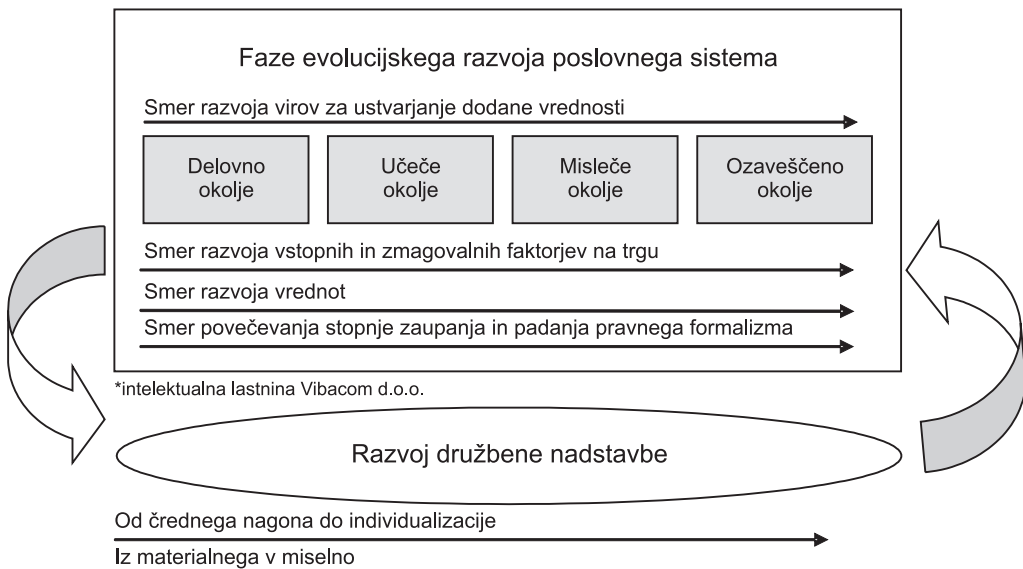 Faze evolucijskega razvoja poslovnega sistema
Smer razvoja virov za ustvarjanje dodane vrednosti
Delovno
okolje
Učeče
okolje
Misleče
okolje
Ozaveščeno
okolje
Smer razvoja vstopnih in zmagovalnih faktorjev na trgu
Smer razvoja vrednot
Smer povečevanja stopnje zaupanja in padanja pravnega formalizma
*intelektualna lastnina Vibacom d.o.o.
Razvoj družbene nadstavbe
Od črednega nagona do individualizacije
Iz materialnega v miselno